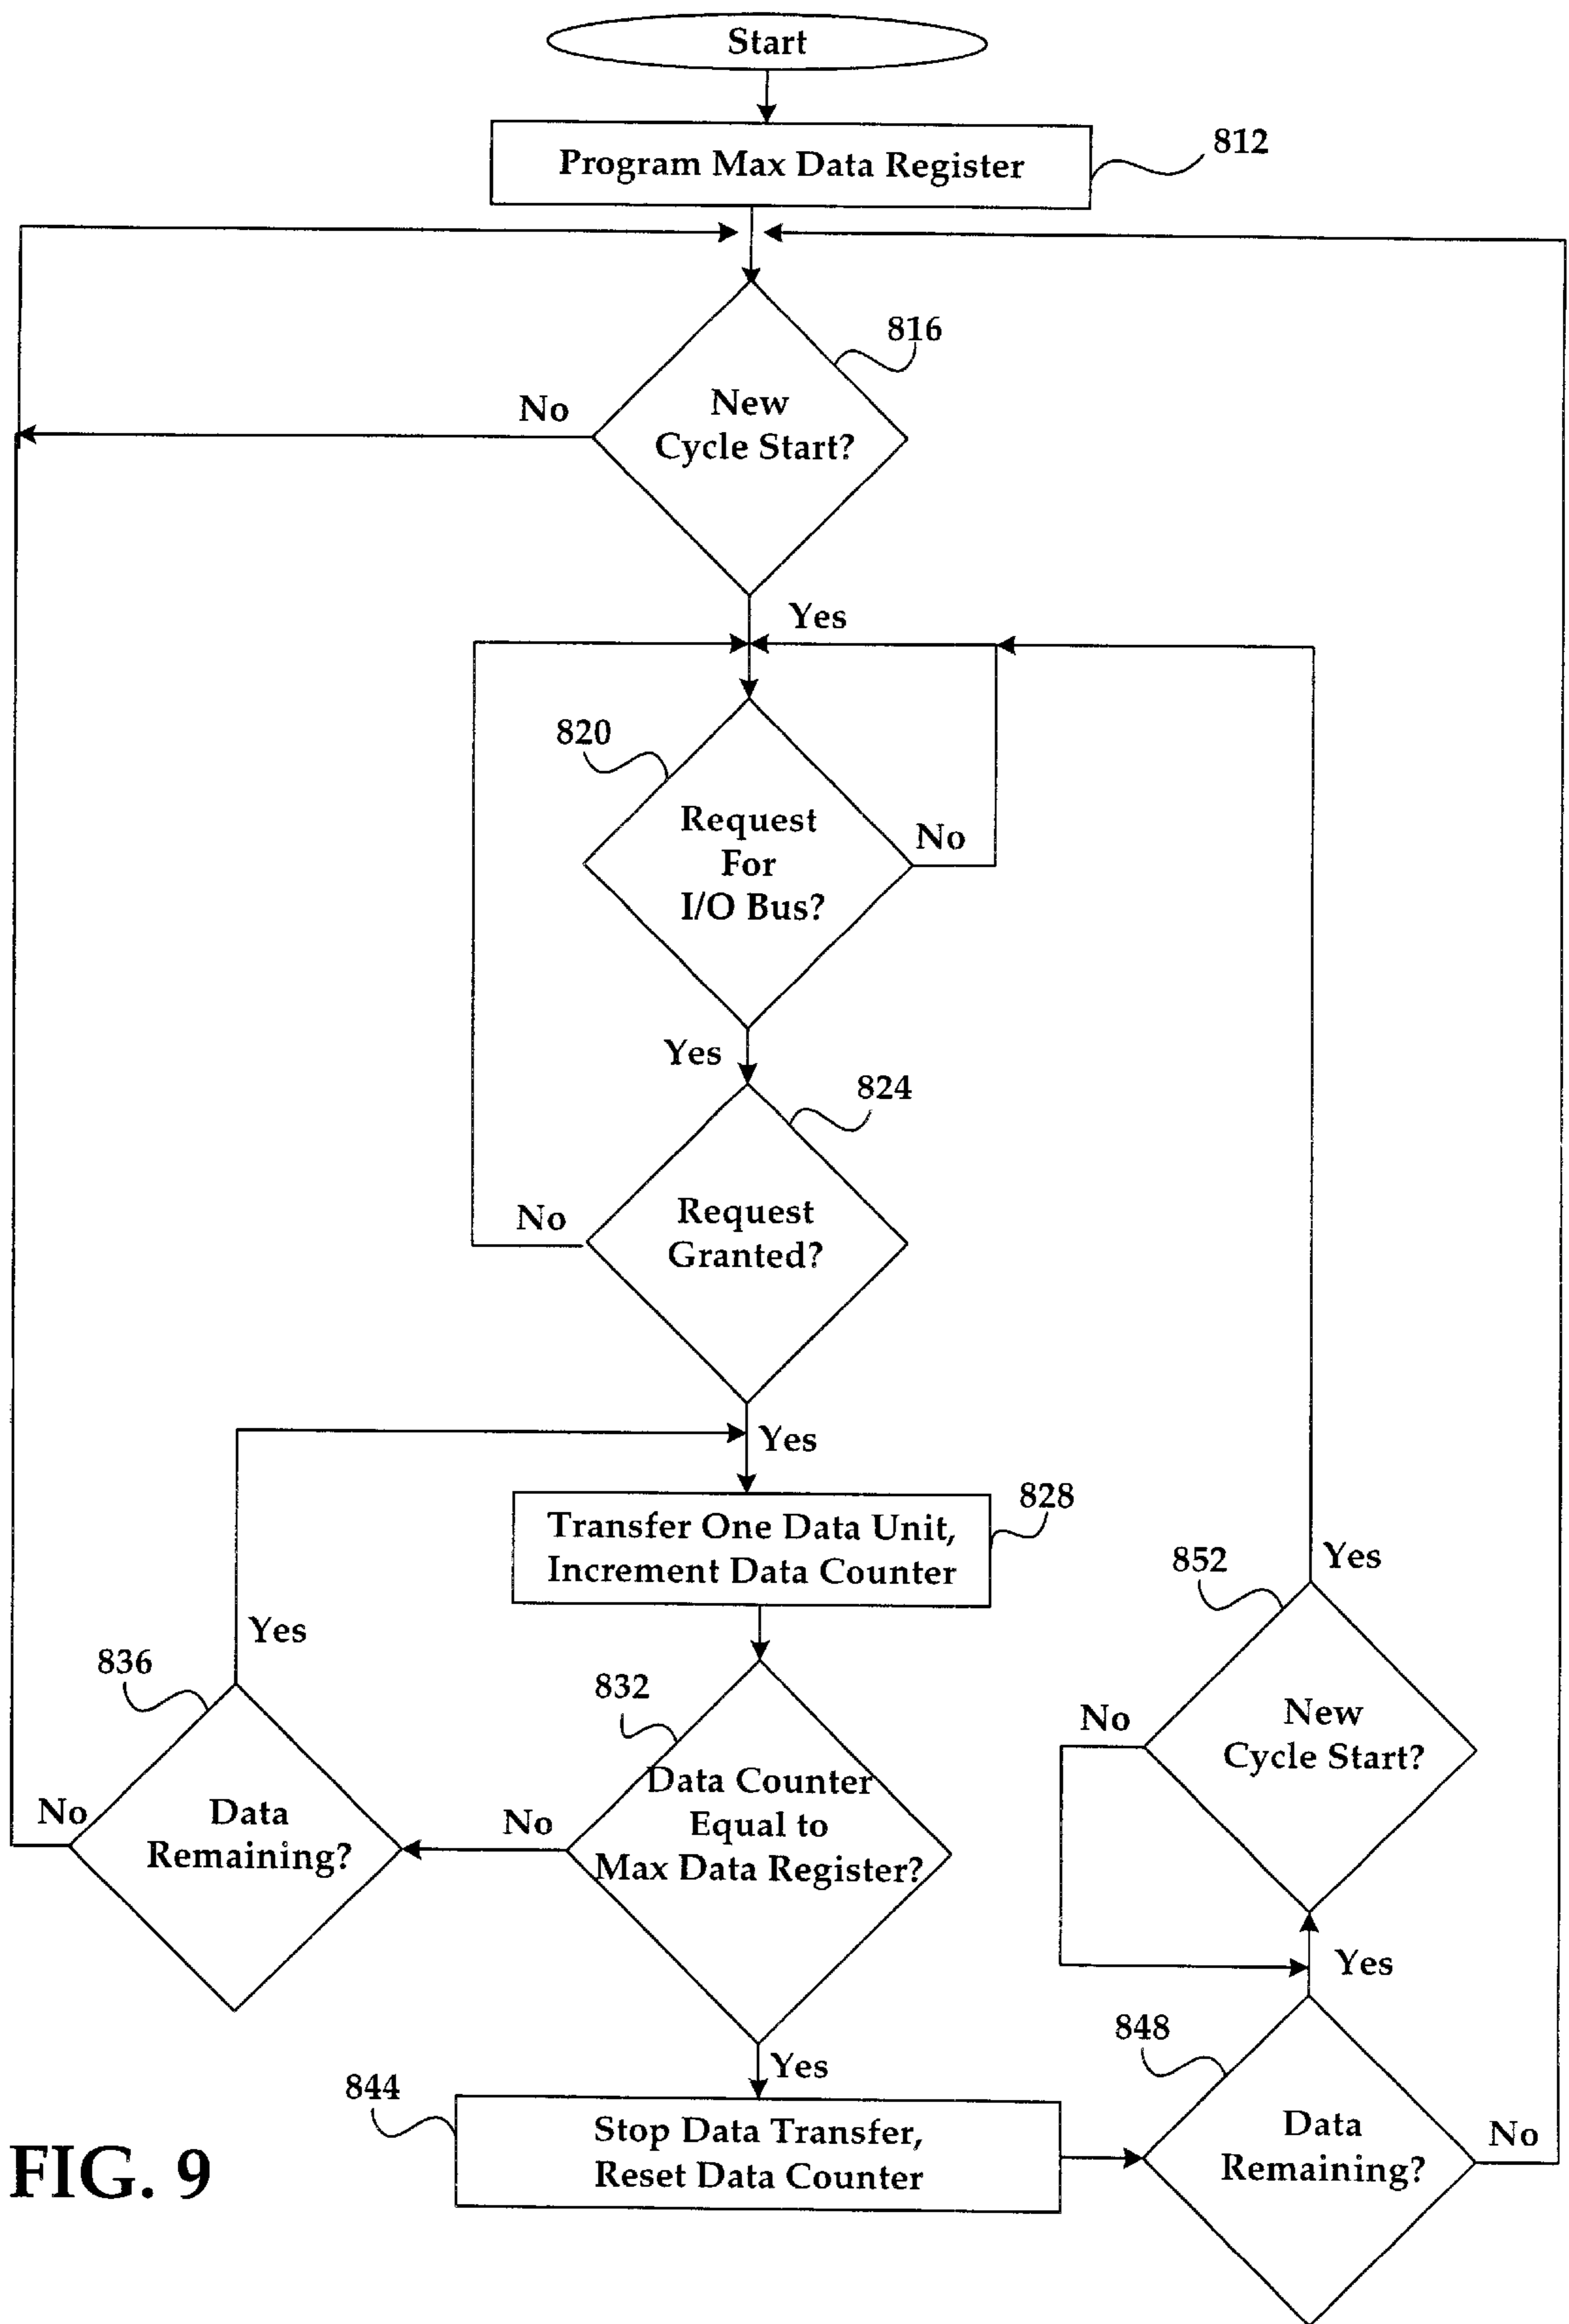 Start
Program Max Data Register
812
816
New
Cycle Start?
No
Yes
820
Request
For
I/O Bus?
No
Yes
824
Request
Granted?
No
Yes
Transfer One Data Unit,
Increment Data Counter
828
832
Data Counter
Equal to
Max Data Register?
No
836
Yes
Data
Remaining?
No
Yes
844
Stop Data Transfer,
Reset Data Counter
848
Data
Remaining?
No
Yes
852
New
Cycle Start?
No
Yes
FIG. 9